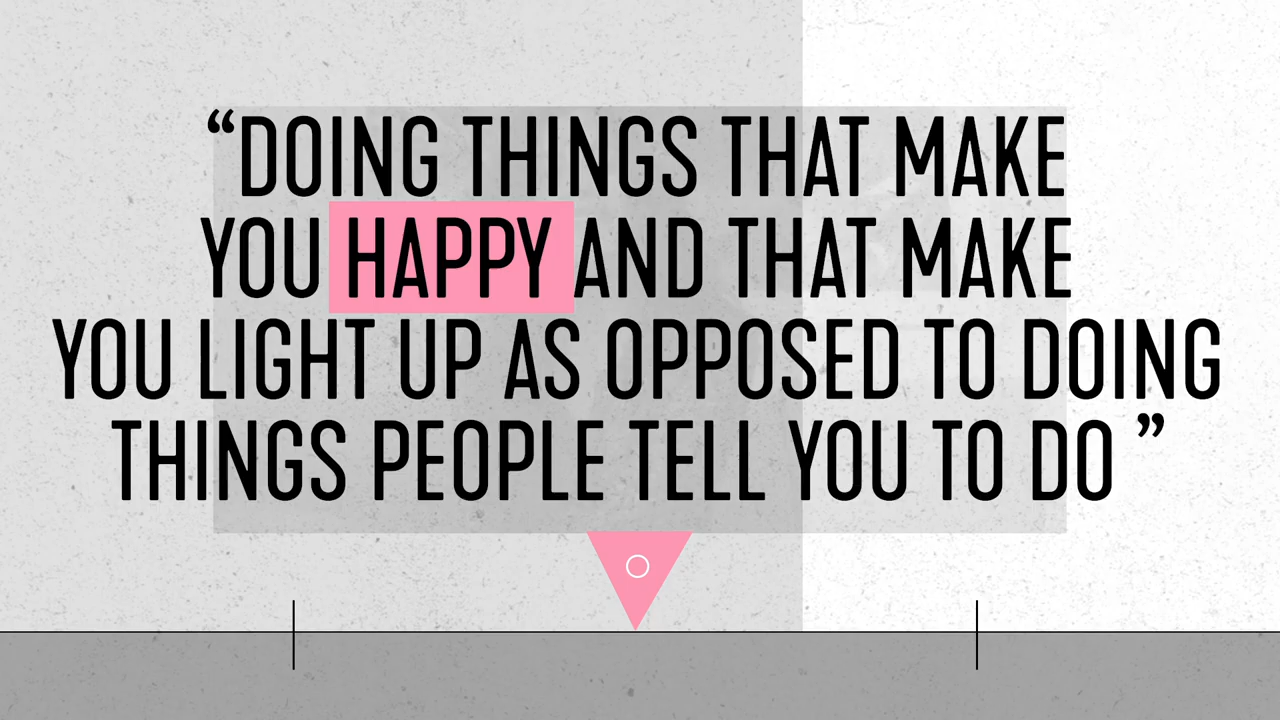 “DOING THINGS THAT MAKE
YOU HAPPY AND THAT MAKE
YOU LIGHT UP AS OPPOSED TO DOING
THINGS PEOPLE TELL YOU TO DO ”